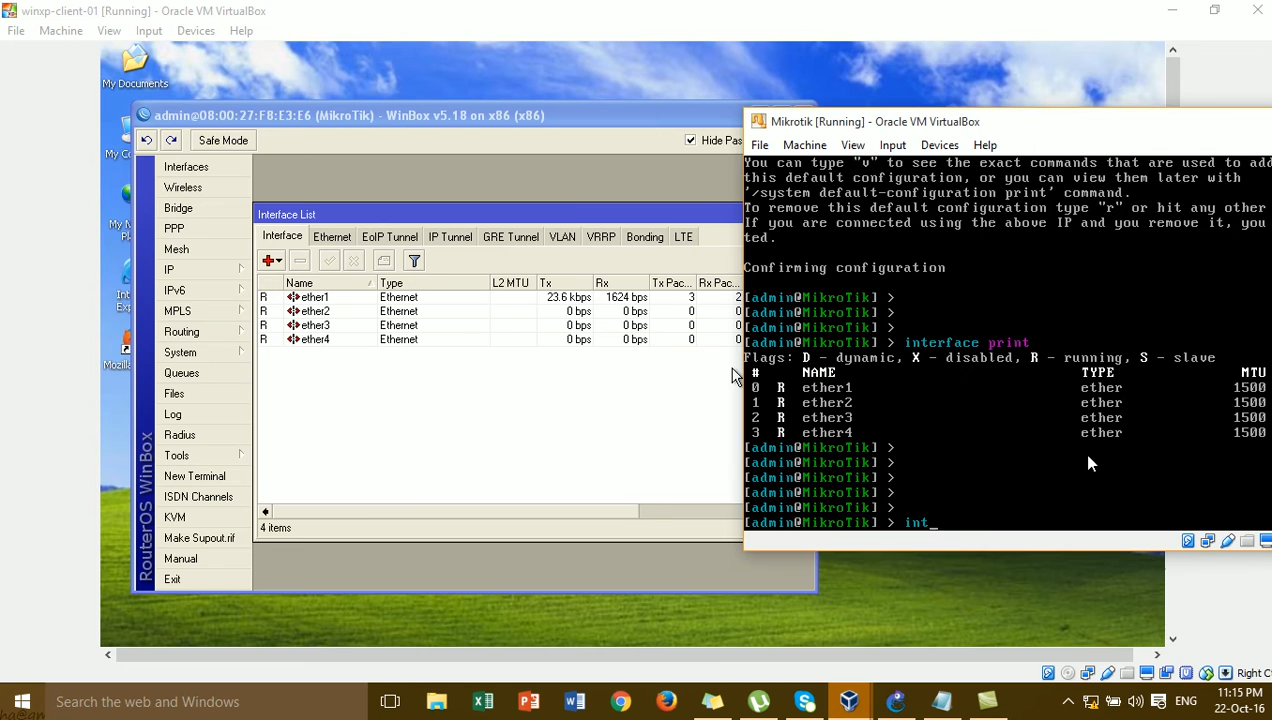 winxp-client-01 [Running] - Oracle VM VirtualBox
File Machine View Input Devices Help
My Documents
My Co
My N
Pl
Int
Exp
Mozill
admin@08:00:27:F8:E3:E6 (MikroTik) - WinBox v5.18 on x86 (x86)
Safe Mode
Hide Pas
RouterOS WinBox
Interfaces
Wireless
Bridge
PPP
Mesh
IP
IPv6
MPLS
Routing
System
Queues
Files
Log
Radius
Tools
New Terminal
ISDN Channels
KVM
Make Supout.rif
Manual
Exit
Interface List
Interface Ethernet EoIP Tunnel IP Tunnel GRE Tunnel VLAN VRRP Bonding LTE
Name Type L2 MTU Tx Rx Tx Pac... Rx Pac...
R ether1 Ethernet 23.6 kbps 1624 bps 3 2
R ether2 Ethernet 0 bps 0 bps 0 0
R ether3 Ethernet 0 bps 0 bps 0 0
R ether4 Ethernet 0 bps 0 bps 0 0
4 items
Mikrotik [Running] - Oracle VM VirtualBox
File Machine View Input Devices Help
You can type "v" to see the exact commands that are used to add
this default configuration, or you can view them later with
'/system default-configuration print' command.
To remove this default configuration type "r" or hit any other
If you are connected using the above IP and you remove it, you
ted.
Confirming configuration
[admin@MikroTik] >
[admin@MikroTik] >
[admin@MikroTik] >
[admin@MikroTik] > interface print
Flags: D - dynamic, X - disabled, R - running, S - slave
# NAME TYPE MTU
0 R ether1 ether 1500
1 R ether2 ether 1500
2 R ether3 ether 1500
3 R ether4 ether 1500
[admin@MikroTik] >
[admin@MikroTik] >
[admin@MikroTik] >
[admin@MikroTik] >
[admin@MikroTik] >
[admin@MikroTik] > int_
Right C
Search the web and Windows
ENG
11:15 PM
22-Oct-16